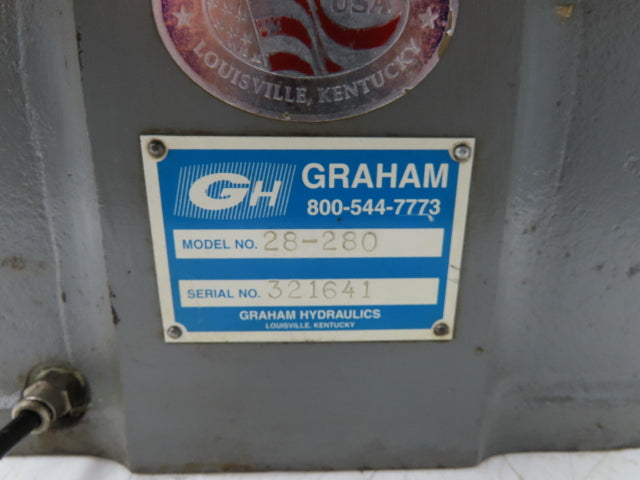 USA
LOUISVILLE, KENTUCKY
GH GRAHAM
800-544-7773
MODEL NO. 28-280
SERIAL NO. 321641
GRAHAM HYDRAULICS
LOUISVILLE, KENTUCKY